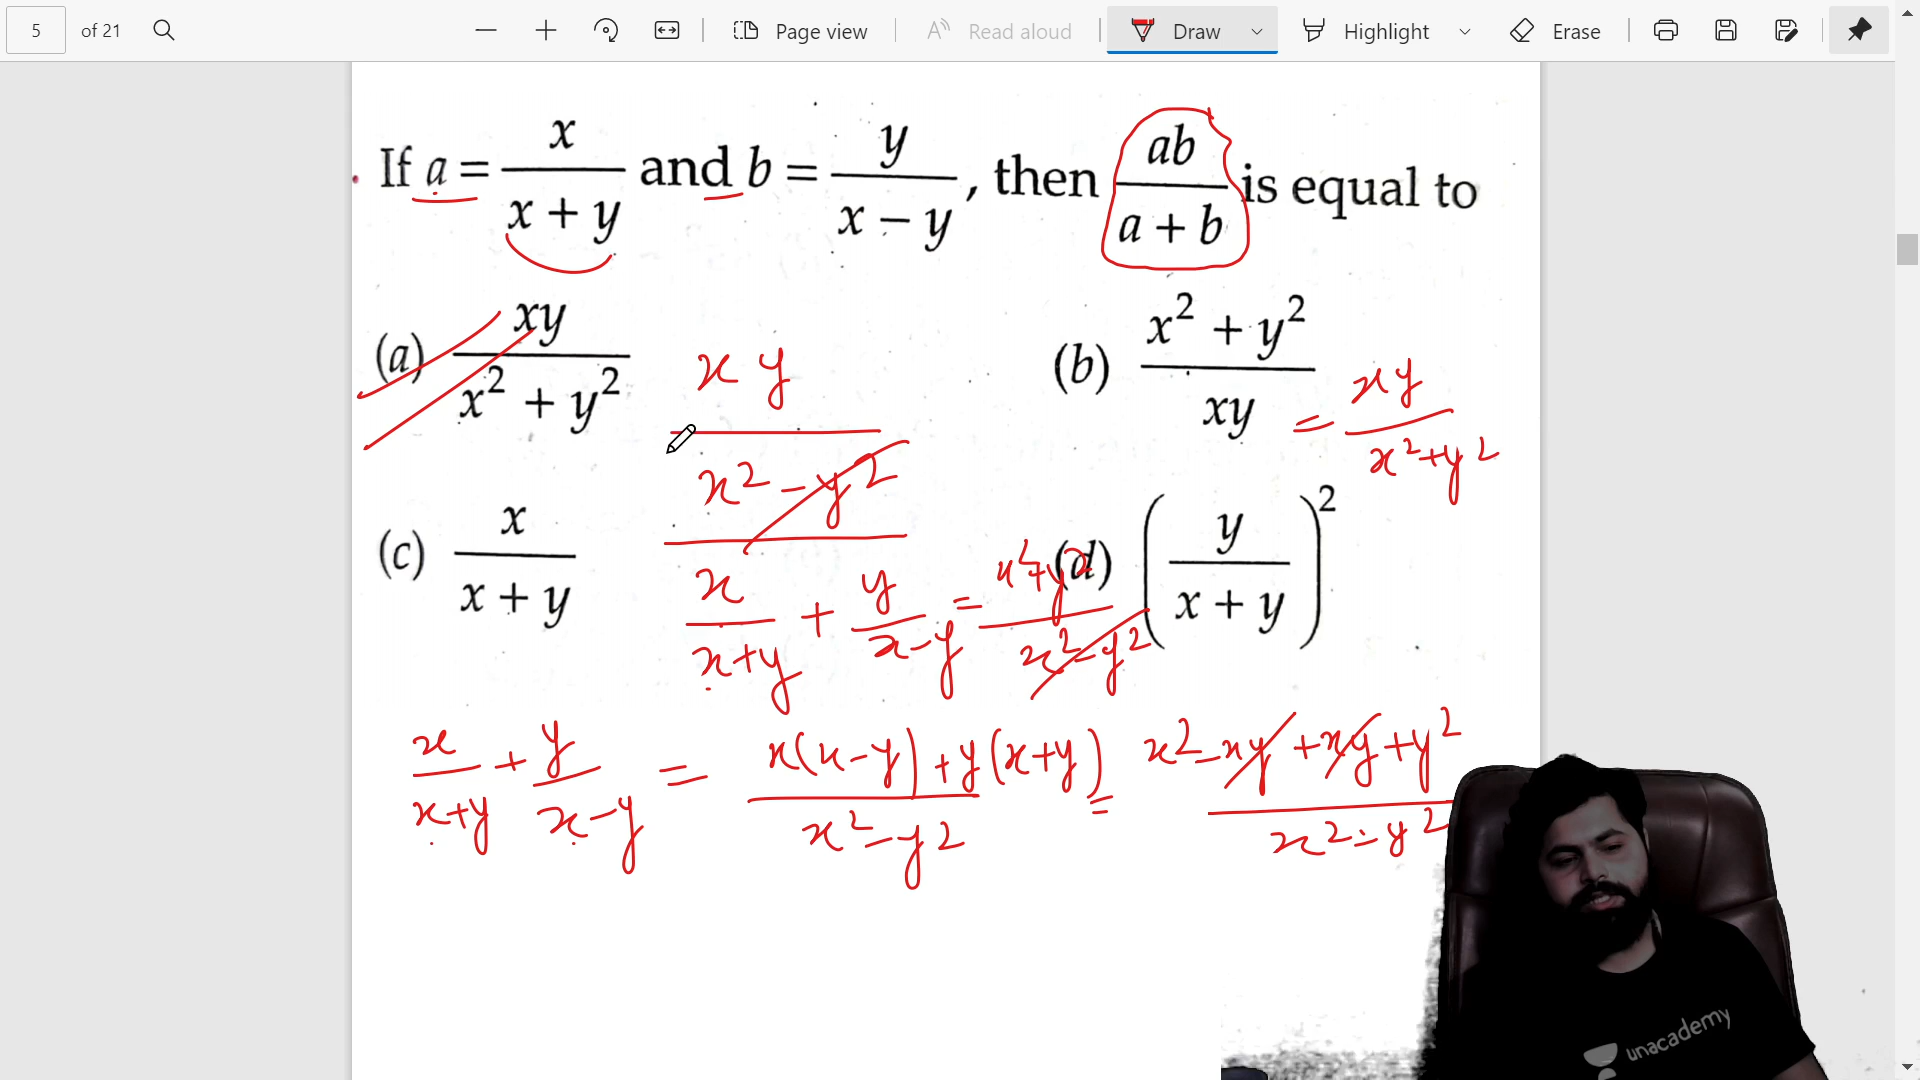 5 of 21 Page view Read aloud Draw Highlight Erase
If a = x/(x + y) and b = y/(x − y), then ab/(a + b) is equal to
(a) xy/(x² + y²)
(b) (x² + y²)/xy
= xy/(x²+y²)
xy/(x² − y²)
(c) x/(x + y)
(d) (y/(x + y))²
x/(x+y) + y/(x−y) = (x²+y²)/(x²−y²)
x/(x+y) + y/(x−y) = (x(x−y)+y(x+y))/(x²−y²) = (x²−xy+xy+y²)/(x²−y²)
unacademy